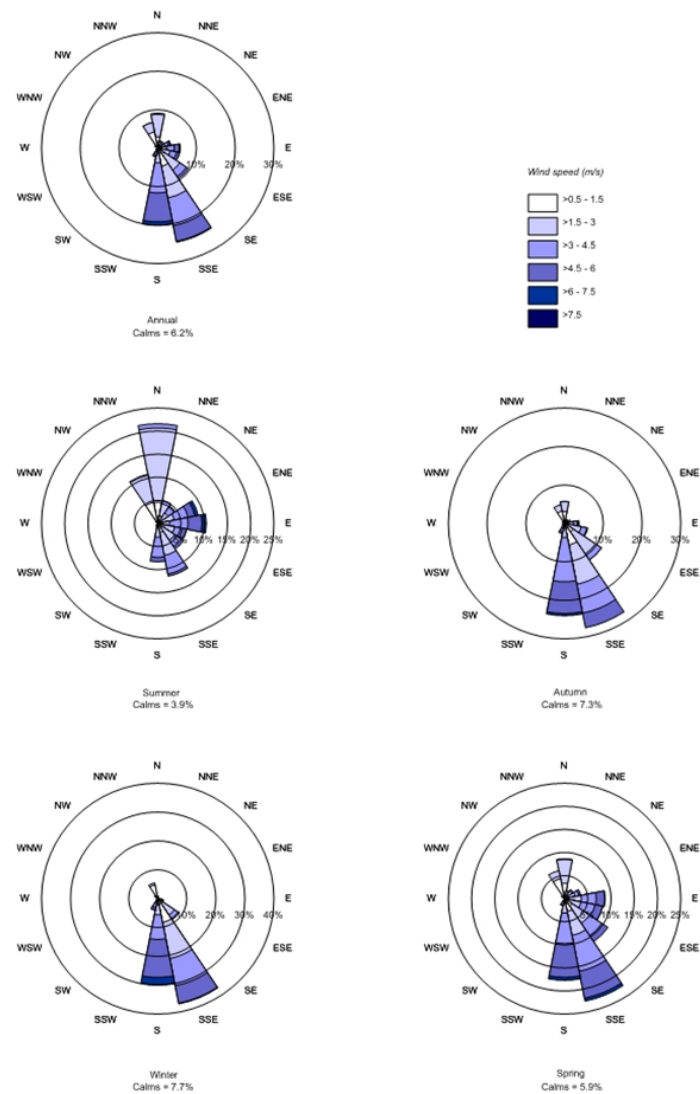 N
NNW NNE
NW NE
WNW ENE
W E
10% 20% 30%
WSW ESE
SW SE
SSW SSE
S
Annual
Calms = 6.2%
Wind speed (m/s)
>0.5 - 1.5
>1.5 - 3
>3 - 4.5
>4.5 - 6
>6 - 7.5
>7.5
N
NNW NNE
NW NE
WNW ENE
W E
10% 15% 20% 25%
WSW ESE
SW SE
SSW SSE
S
Summer
Calms = 3.9%
N
NNW NNE
NW NE
WNW ENE
W E
10% 20% 30%
WSW ESE
SW SE
SSW SSE
S
Autumn
Calms = 7.3%
N
NNW NNE
NW NE
WNW ENE
W E
10% 20% 30% 40%
WSW ESE
SW SE
SSW SSE
S
Winter
Calms = 7.7%
N
NNW NNE
NW NE
WNW ENE
W E
5% 10% 15% 20% 25%
WSW ESE
SW SE
SSW SSE
S
Spring
Calms = 5.9%